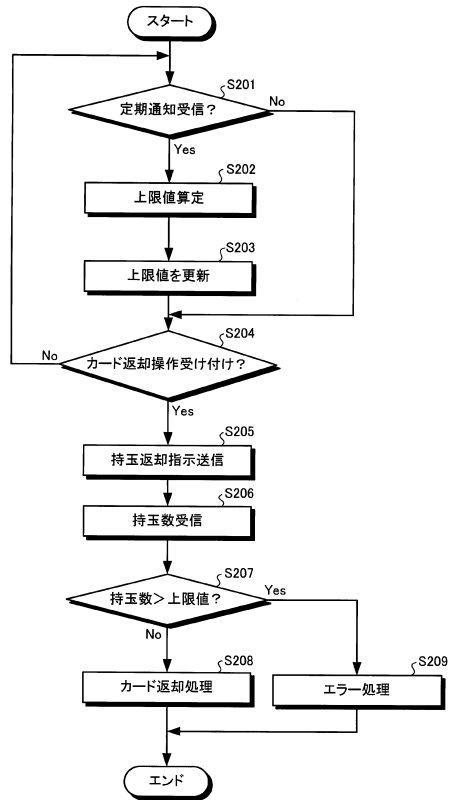 スタート
S201
定期通知受信？
No
Yes
S202
上限値算定
S203
上限値を更新
S204
カード返却操作受け付け？
No
Yes
S205
持玉返却指示送信
S206
持玉数受信
S207
持玉数＞上限値？
Yes
No
S208
カード返却処理
S209
エラー処理
エンド